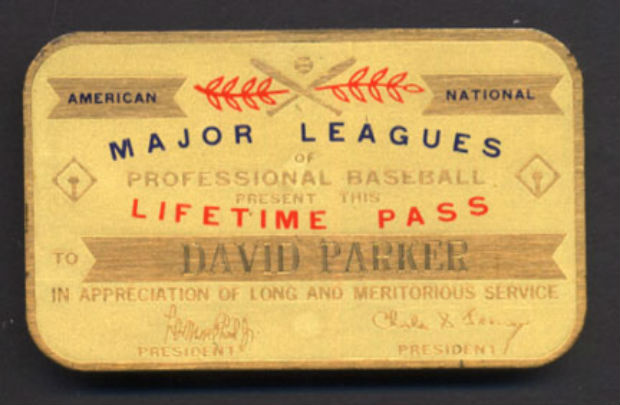 AMERICAN NATIONAL
MAJOR LEAGUES
OF
PROFESSIONAL BASEBALL
PRESENT THIS
LIFETIME PASS
TO DAVID PARKER
IN APPRECIATION OF LONG AND MERITORIOUS SERVICE
PRESIDENT PRESIDENT